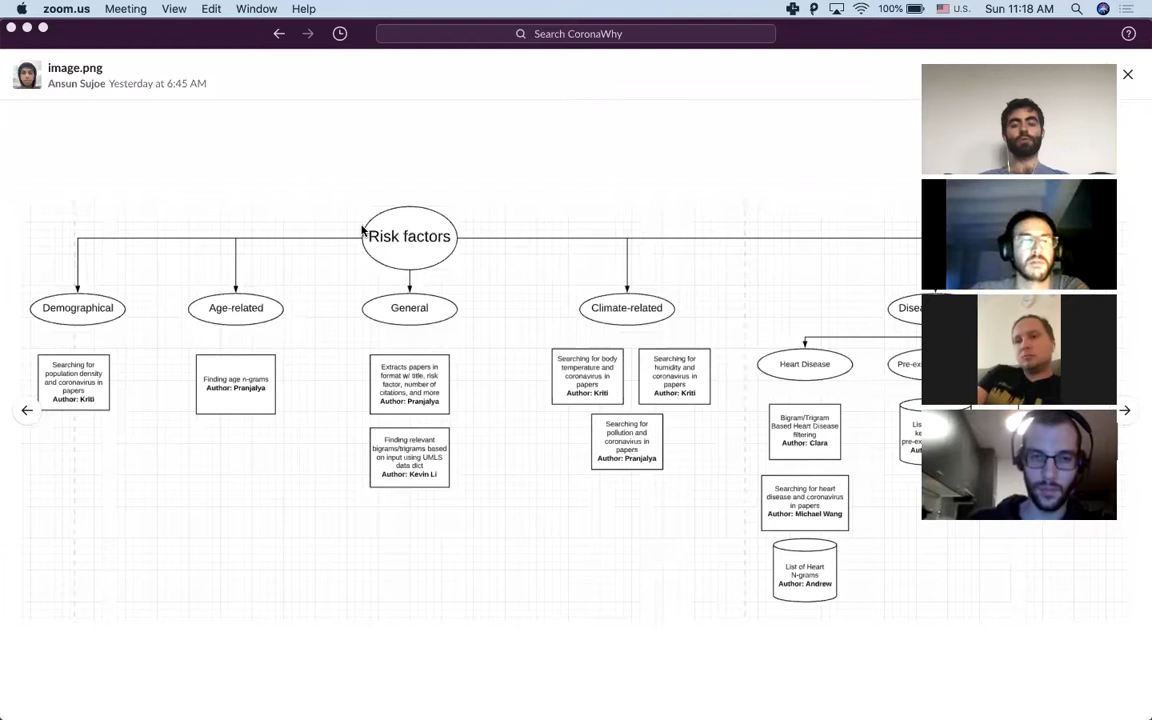 zoom.us Meeting View Edit Window Help 100% U.S. Sun 11:18 AM
Search CoronaWhy
image.png
Ansun Sujoe Yesterday at 6:45 AM
Risk factors
Demographical
Age-related
General
Climate-related
Heart Disease
Searching for
population density
and coronavirus in
papers
Author: Kriti
Finding age n-grams
Author: Pranjalya
Extracts papers in
format w/ title, risk
factor, number of
citations, and more
Author: Pranjalya
Finding relevant
bigrams/trigrams based
on input using UMLS
data dict
Author: Kevin Li
Searching for body
temperature and
coronavirus in
papers
Author: Kriti
Searching for
humidity and
coronavirus in
papers
Author: Kriti
Searching for
pollution and
coronavirus in
papers
Author: Pranjalya
Bigram/Trigram
Based Heart Disease
filtering
Author: Clara
Searching for heart
disease and coronavirus
in papers
Author: Michael Wang
List of Heart
N-grams
Author: Andrew